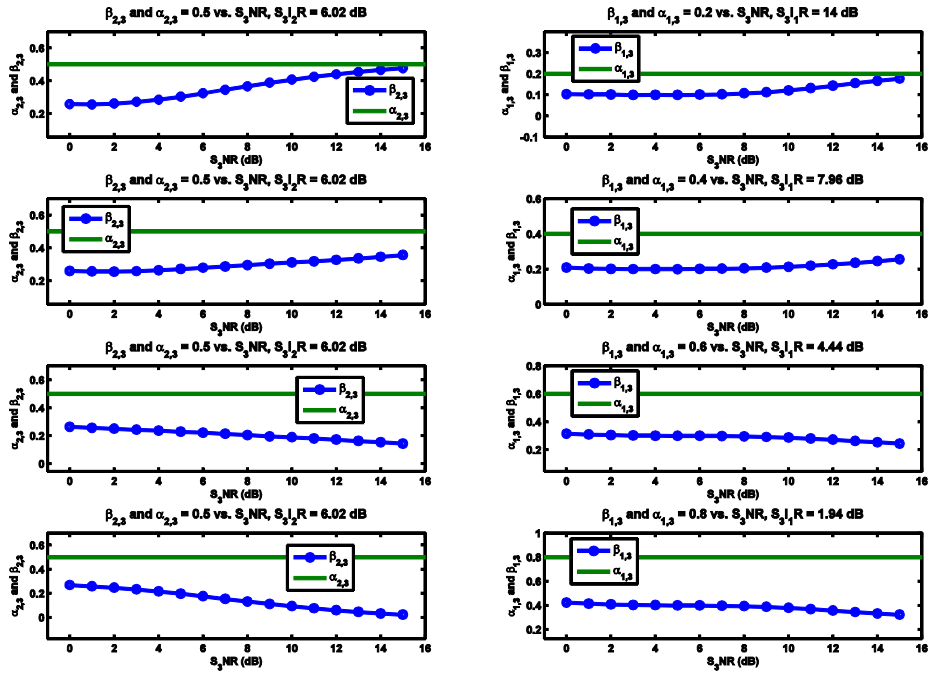 β2,3 and α2,3 = 0.5 vs. S3NR, S3I2R = 6.02 dB
α2,3 and β2,3
0.6
0.4
0.2
β2,3
α2,3
0 2 4 6 8 10 12 14 16
S3NR (dB)
β1,3 and α1,3 = 0.2 vs. S3NR, S3I1R = 14 dB
α1,3 and β1,3
0.3
0.2
0.1
0
-0.1
β1,3
α1,3
0 2 4 6 8 10 12 14 16
S3NR (dB)
β2,3 and α2,3 = 0.5 vs. S3NR, S3I2R = 6.02 dB
α2,3 and β2,3
0.6
0.4
0.2
β2,3
α2,3
0 2 4 6 8 10 12 14 16
S3NR (dB)
β1,3 and α1,3 = 0.4 vs. S3NR, S3I1R = 7.96 dB
α1,3 and β1,3
0.6
0.4
0.2
0
β1,3
α1,3
0 2 4 6 8 10 12 14 16
S3NR (dB)
β2,3 and α2,3 = 0.5 vs. S3NR, S3I2R = 6.02 dB
α2,3 and β2,3
0.6
0.4
0.2
0
β2,3
α2,3
0 2 4 6 8 10 12 14 16
S3NR (dB)
β1,3 and α1,3 = 0.6 vs. S3NR, S3I1R = 4.44 dB
α1,3 and β1,3
0.8
0.6
0.4
0.2
β1,3
α1,3
0 2 4 6 8 10 12 14 16
S3NR (dB)
β2,3 and α2,3 = 0.5 vs. S3NR, S3I2R = 6.02 dB
α2,3 and β2,3
0.6
0.4
0.2
0
β2,3
α2,3
0 2 4 6 8 10 12 14 16
S3NR (dB)
β1,3 and α1,3 = 0.8 vs. S3NR, S3I1R = 1.94 dB
α1,3 and β1,3
1
0.8
0.6
0.4
0.2
β1,3
α1,3
0 2 4 6 8 10 12 14 16
S3NR (dB)